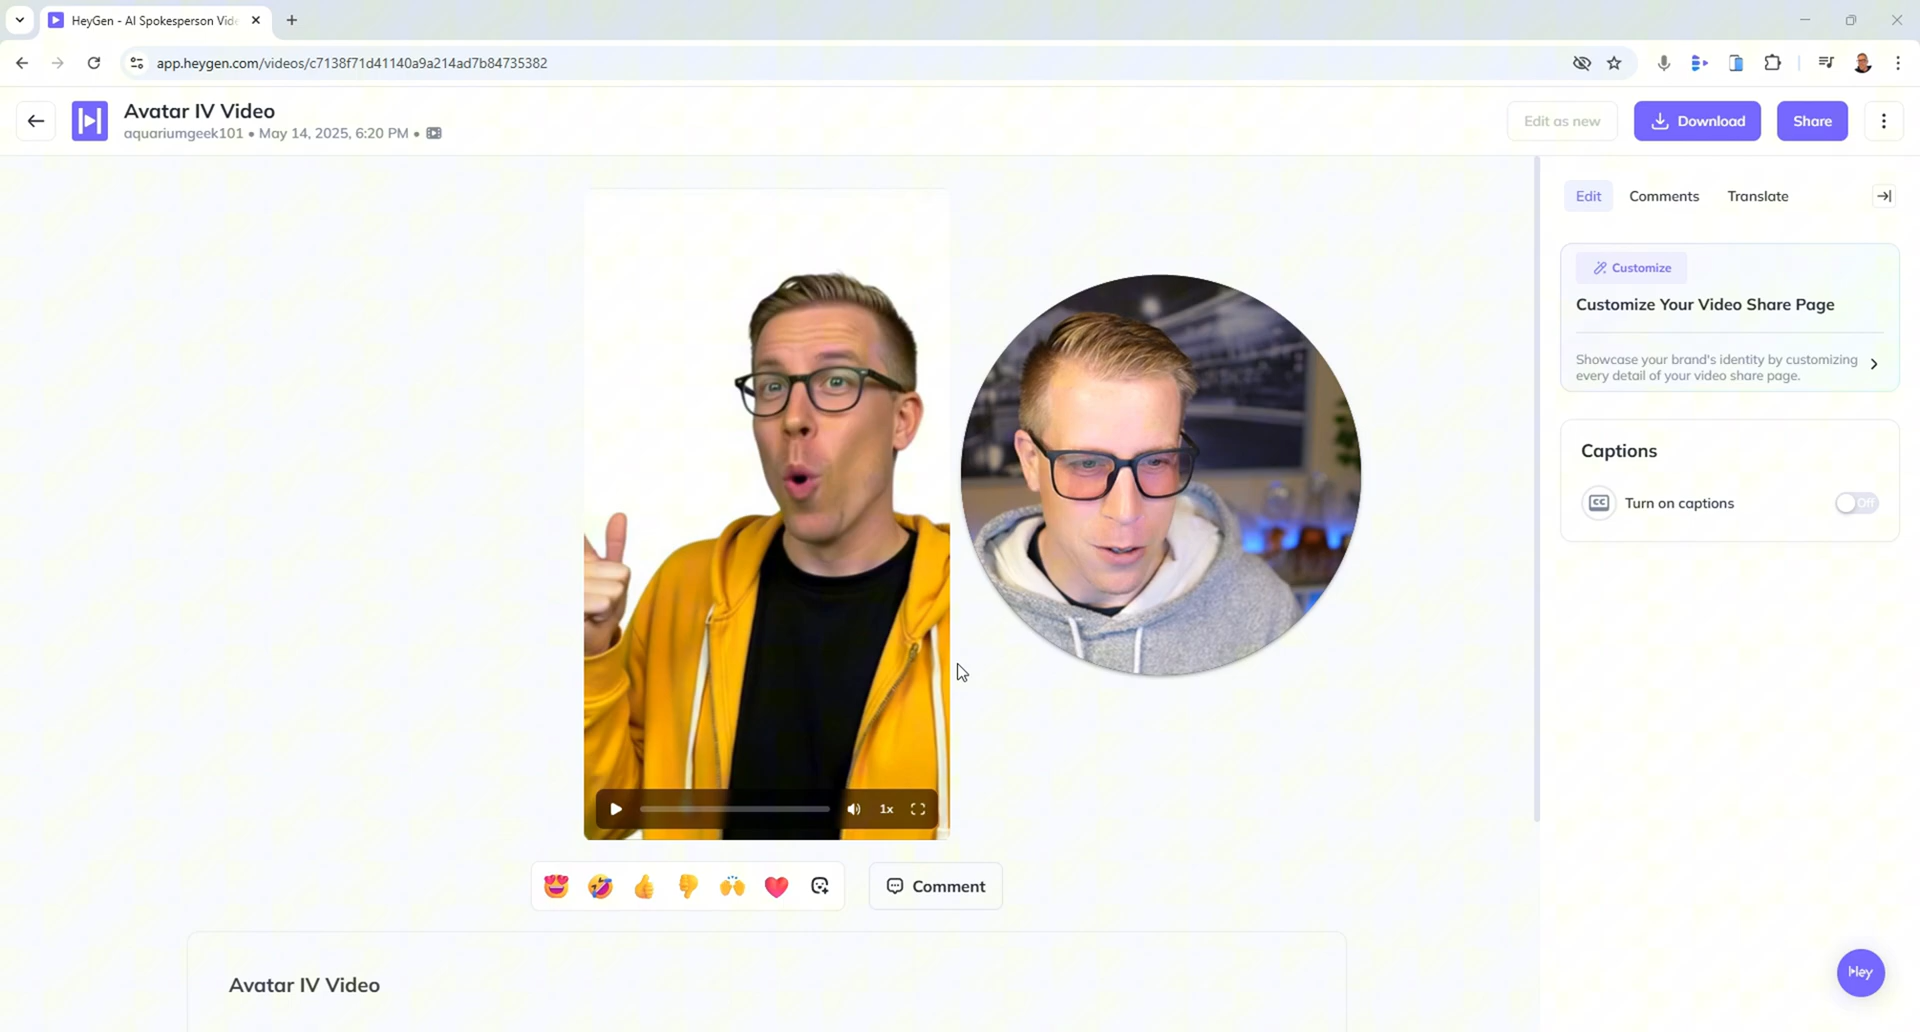 HeyGen - AI Spokesperson Vide
app.heygen.com/videos/c7138f71d41140a9a214ad7b84735382
Avatar IV Video
aquariumgeek101 • May 14, 2025, 6:20 PM •
Edit as new
Download
Share
Edit
Comments
Translate
Customize
Customize Your Video Share Page
Showcase your brand's identity by customizing
every detail of your video share page.
Captions
CC
Turn on captions
Off
1x
Comment
Avatar IV Video
Hey